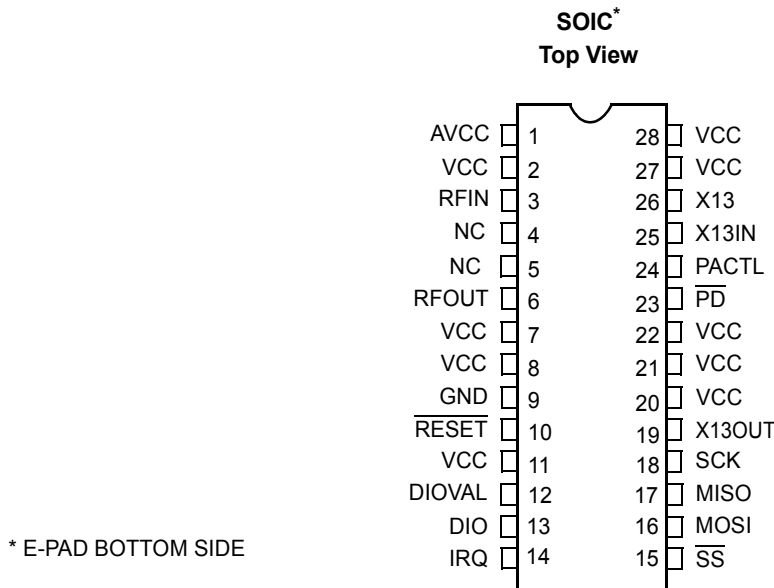 SOIC*
Top View
AVCC 1 28 VCC
VCC 2 27 VCC
RFIN 3 26 X13
NC 4 25 X13IN
NC 5 24 PACTL
RFOUT 6 23 PD
VCC 7 22 VCC
VCC 8 21 VCC
GND 9 20 VCC
RESET 10 19 X13OUT
VCC 11 18 SCK
DIOVAL 12 17 MISO
DIO 13 16 MOSI
IRQ 14 15 SS
* E-PAD BOTTOM SIDE